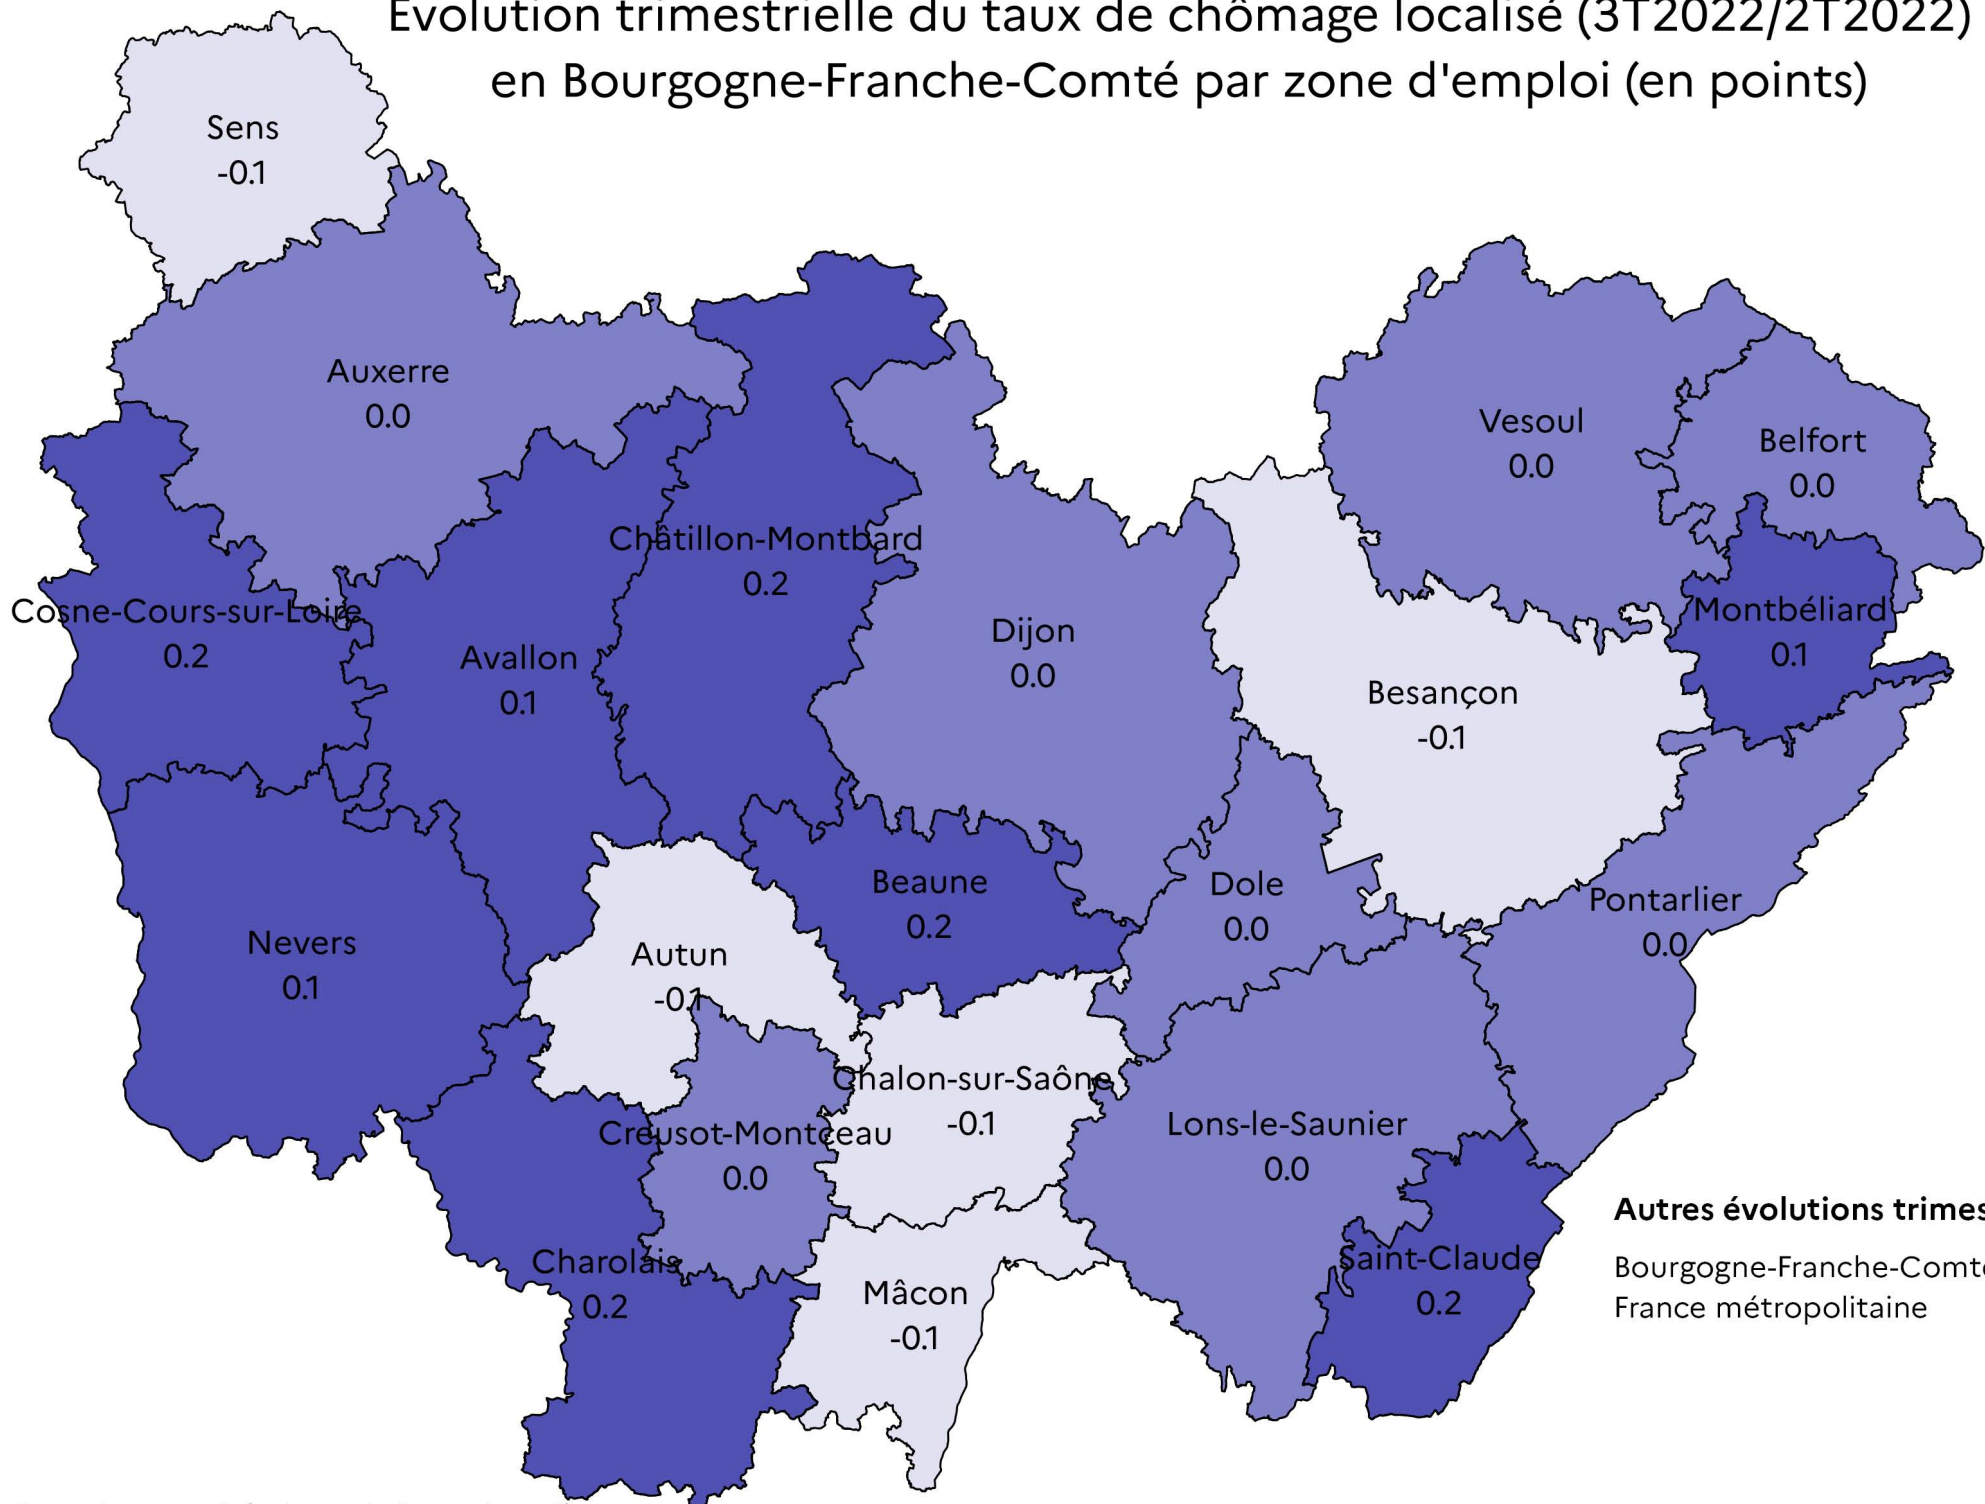 Évolution trimestrielle du taux de chômage localisé (3T2022/2T2022)
en Bourgogne-Franche-Comté par zone d'emploi (en points)
Sens
-0.1
Auxerre
0.0
Vesoul
0.0
Belfort
0.0
Châtillon-Montbard
0.2
Cosne-Cours-sur-Loire
0.2
Avallon
0.1
Dijon
0.0
Montbéliard
0.1
Besançon
-0.1
Beaune
0.2
Dole
0.0
Pontarlier
0.0
Nevers
0.1
Autun
-0.1
Chalon-sur-Saône
-0.1
Creusot-Montceau
0.0
Lons-le-Saunier
0.0
Charolais
0.2
Mâcon
-0.1
Saint-Claude
0.2
Autres évolutions trimes
Bourgogne-Franche-Comté
France métropolitaine